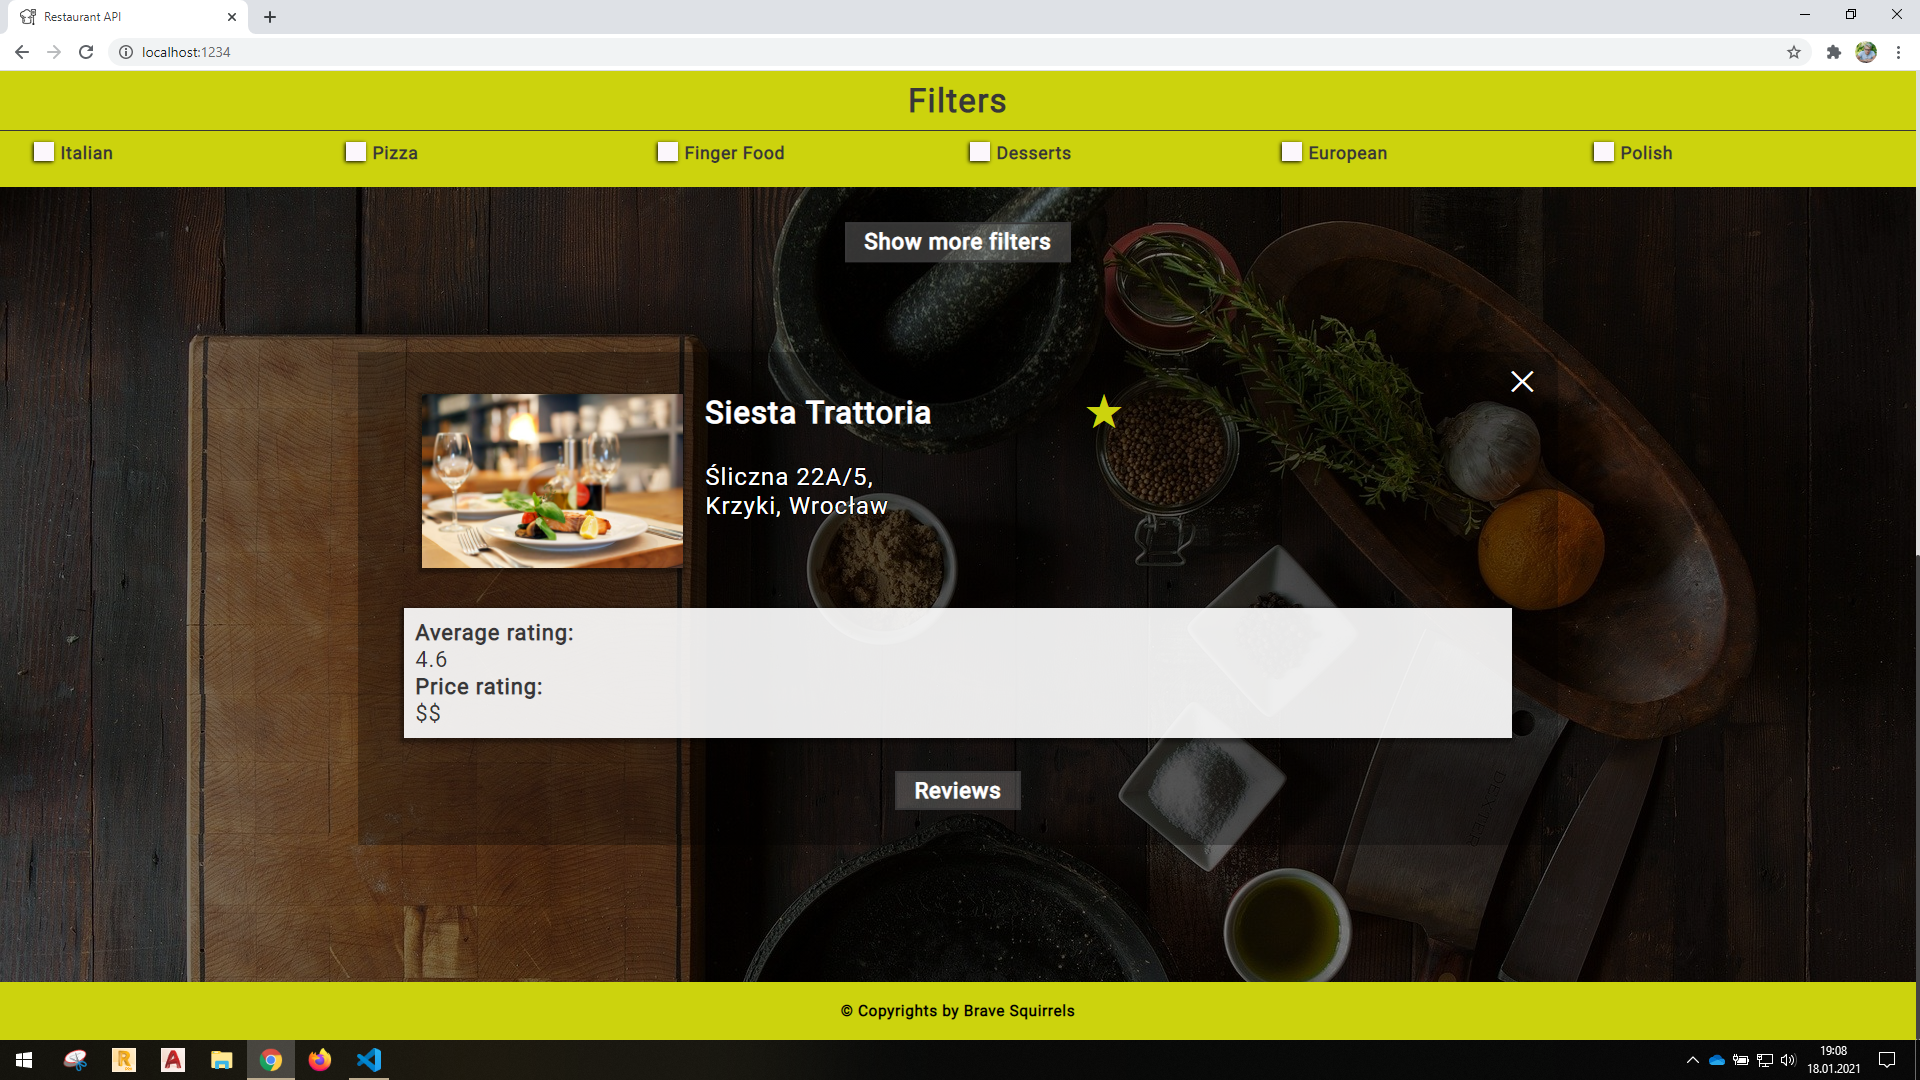 Restaurant API
localhost:1234
Filters
Italian
Pizza
Finger Food
Desserts
European
Polish
Show more filters
Siesta Trattoria
Śliczna 22A/5,
Krzyki, Wrocław
Average rating:
4.6
Price rating:
$$
Reviews
DEXTER
© Copyrights by Brave Squirrels
R
A
19:08
18.01.2021